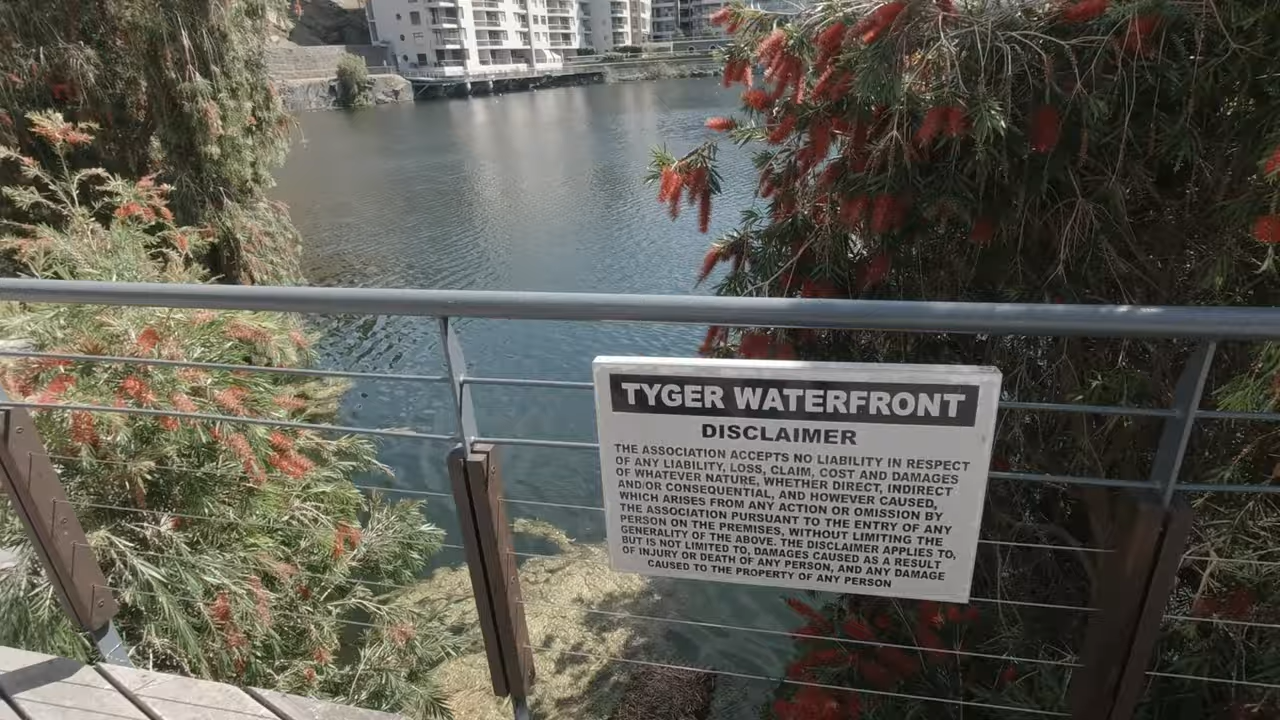 TYGER WATERFRONT
DISCLAIMER
THE ASSOCIATION ACCEPTS NO LIABILITY IN RESPECT
OF ANY LIABILITY, LOSS, CLAIM, COST AND DAMAGES
OF WHATEVER NATURE, WHETHER DIRECT, INDIRECT
AND/OR CONSEQUENTIAL, AND HOWEVER CAUSED,
WHICH ARISES FROM ANY ACTION OR OMISSION BY
THE ASSOCIATION PURSUANT TO THE ENTRY OF ANY
PERSON ON THE PREMISES, WITHOUT LIMITING THE
GENERALITY OF THE ABOVE. THE DISCLAIMER APPLIES TO,
BUT IS NOT LIMITED TO, DAMAGES CAUSED AS A RESULT
OF INJURY OR DEATH OF ANY PERSON, AND ANY DAMAGE
CAUSED TO THE PROPERTY OF ANY PERSON